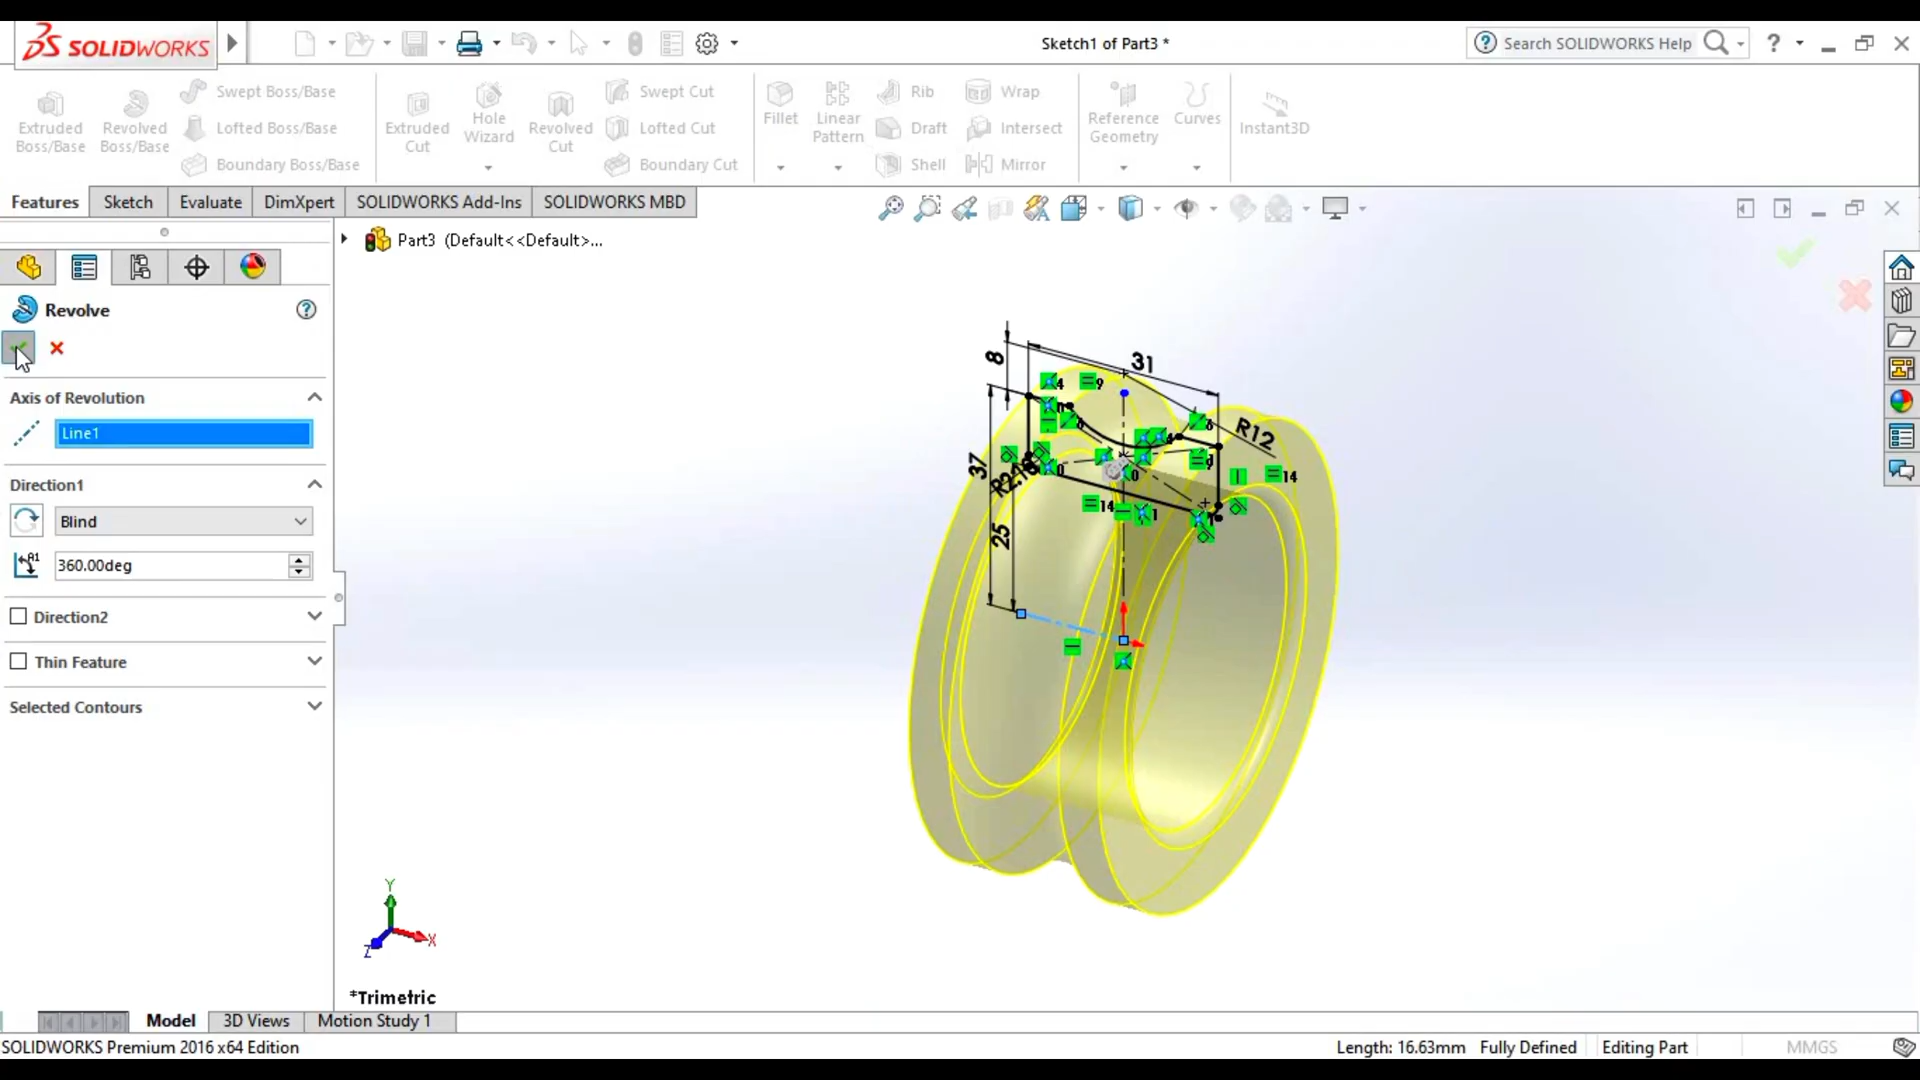 SOLIDWORKS
Sketch1 of Part3 *
Search SOLIDWORKS Help
Extruded Boss/Base
Revolved Boss/Base
Swept Boss/Base
Lofted Boss/Base
Boundary Boss/Base
Extruded Cut
Hole Wizard
Revolved Cut
Swept Cut
Lofted Cut
Boundary Cut
Fillet
Linear Pattern
Rib
Draft
Shell
Wrap
Intersect
Mirror
Reference Geometry
Curves
Instant3D
Features
Sketch
Evaluate
DimXpert
SOLIDWORKS Add-Ins
SOLIDWORKS MBD
Part3 (Default<<Default>...
Revolve
Axis of Revolution
Line1
Direction1
Blind
360.00deg
Direction2
Thin Feature
Selected Contours
8
31
R12
37
25
14
14
9
Y
X
Z
*Trimetric
Model
3D Views
Motion Study 1
SOLIDWORKS Premium 2016 x64 Edition
Length: 16.63mm
Fully Defined
Editing Part
MMGS